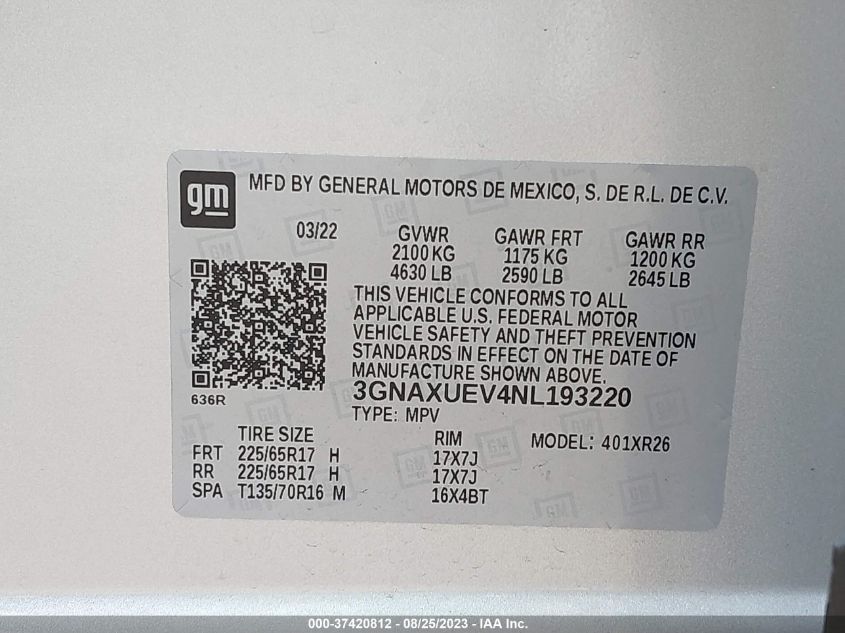 gm
MFD BY GENERAL MOTORS DE MEXICO, S. DE R.L. DE C.V.
03/22
GVWR
2100 KG
4630 LB
GAWR FRT
1175 KG
2590 LB
GAWR RR
1200 KG
2645 LB
THIS VEHICLE CONFORMS TO ALL
APPLICABLE U.S. FEDERAL MOTOR
VEHICLE SAFETY AND THEFT PREVENTION
STANDARDS IN EFFECT ON THE DATE OF
MANUFACTURE SHOWN ABOVE.
636R
3GNAXUEV4NL193220
TYPE: MPV
TIRE SIZE RIM MODEL: 401XR26
FRT 225/65R17 H 17X7J
RR 225/65R17 H 17X7J
SPA T135/70R16 M 16X4BT
000-37420812 - 08/25/2023 - IAA Inc.